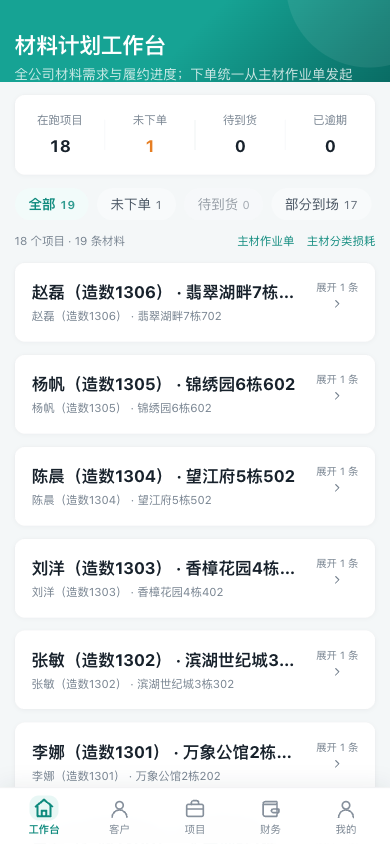 材料计划工作台
全公司材料需求与履约进度；下单统一从主材作业单发起
在跑项目 未下单 待到货 已逾期
18 1 0 0
全部 19 未下单 1 待到货 0 部分到场 17
18 个项目 · 19 条材料 主材作业单 主材分类损耗
赵磊（造数1306） · 翡翠湖畔7栋... 展开 1 条
赵磊（造数1306） · 翡翠湖畔7栋702
杨帆（造数1305） · 锦绣园6栋602 展开 1 条
杨帆（造数1305） · 锦绣园6栋602
陈晨（造数1304） · 望江府5栋502 展开 1 条
陈晨（造数1304） · 望江府5栋502
刘洋（造数1303） · 香樟花园4栋... 展开 1 条
刘洋（造数1303） · 香樟花园4栋402
张敏（造数1302） · 滨湖世纪城3... 展开 1 条
张敏（造数1302） · 滨湖世纪城3栋302
李娜（造数1301） · 万象公馆2栋... 展开 1 条
李娜（造数1301） · 万象公馆2栋202
工作台 客户 项目 财务 我的